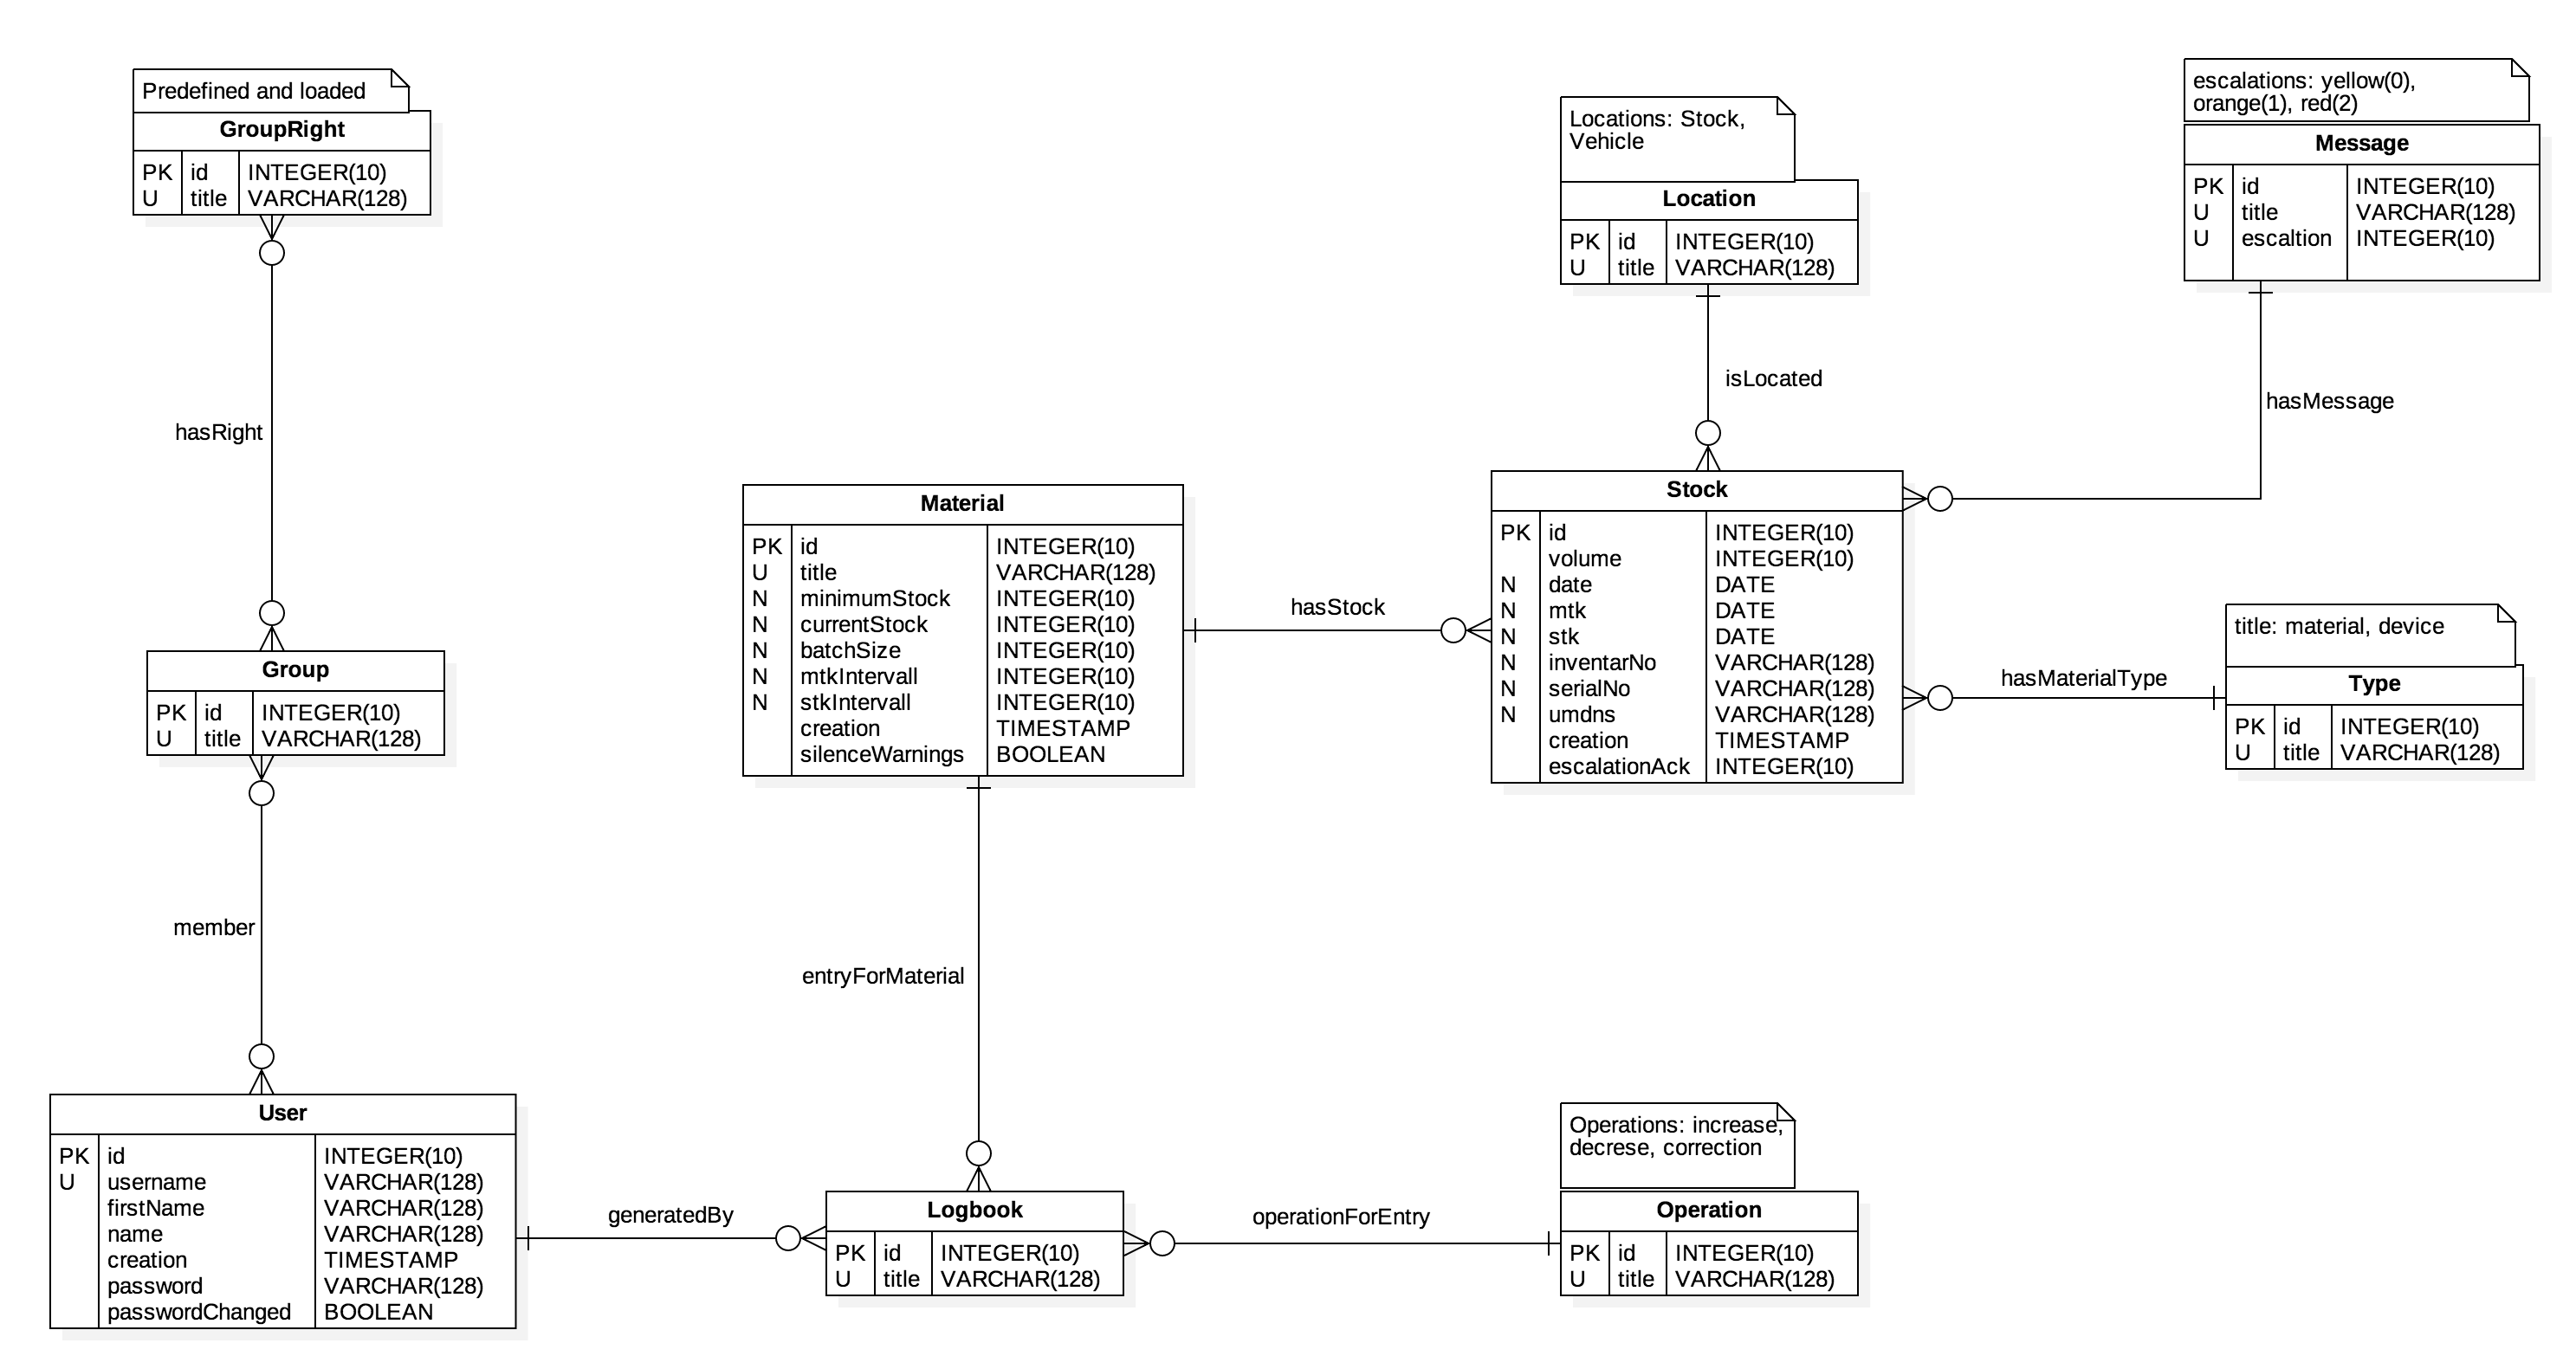 Predefined and loaded
GroupRight
PK id INTEGER(10)
U title VARCHAR(128)
hasRight
Group
PK id INTEGER(10)
U title VARCHAR(128)
member
User
PK id INTEGER(10)
U username VARCHAR(128)
firstName VARCHAR(128)
name VARCHAR(128)
creation TIMESTAMP
password VARCHAR(128)
passwordChanged BOOLEAN
generatedBy
Material
PK id INTEGER(10)
U title VARCHAR(128)
N minimumStock INTEGER(10)
N currentStock INTEGER(10)
N batchSize INTEGER(10)
N mtkIntervall INTEGER(10)
N stkIntervall INTEGER(10)
creation TIMESTAMP
silenceWarnings BOOLEAN
entryForMaterial
Logbook
PK id INTEGER(10)
U title VARCHAR(128)
operationForEntry
Operations: increase,
decrese, correction
Operation
PK id INTEGER(10)
U title VARCHAR(128)
hasStock
Locations: Stock,
Vehicle
Location
PK id INTEGER(10)
U title VARCHAR(128)
isLocated
Stock
PK id INTEGER(10)
volume INTEGER(10)
N date DATE
N mtk DATE
N stk DATE
N inventarNo VARCHAR(128)
N serialNo VARCHAR(128)
N umdns VARCHAR(128)
creation TIMESTAMP
escalationAck INTEGER(10)
escalations: yellow(0),
orange(1), red(2)
Message
PK id INTEGER(10)
U title VARCHAR(128)
U escaltion INTEGER(10)
hasMessage
hasMaterialType
title: material, device
Type
PK id INTEGER(10)
U title VARCHAR(128)